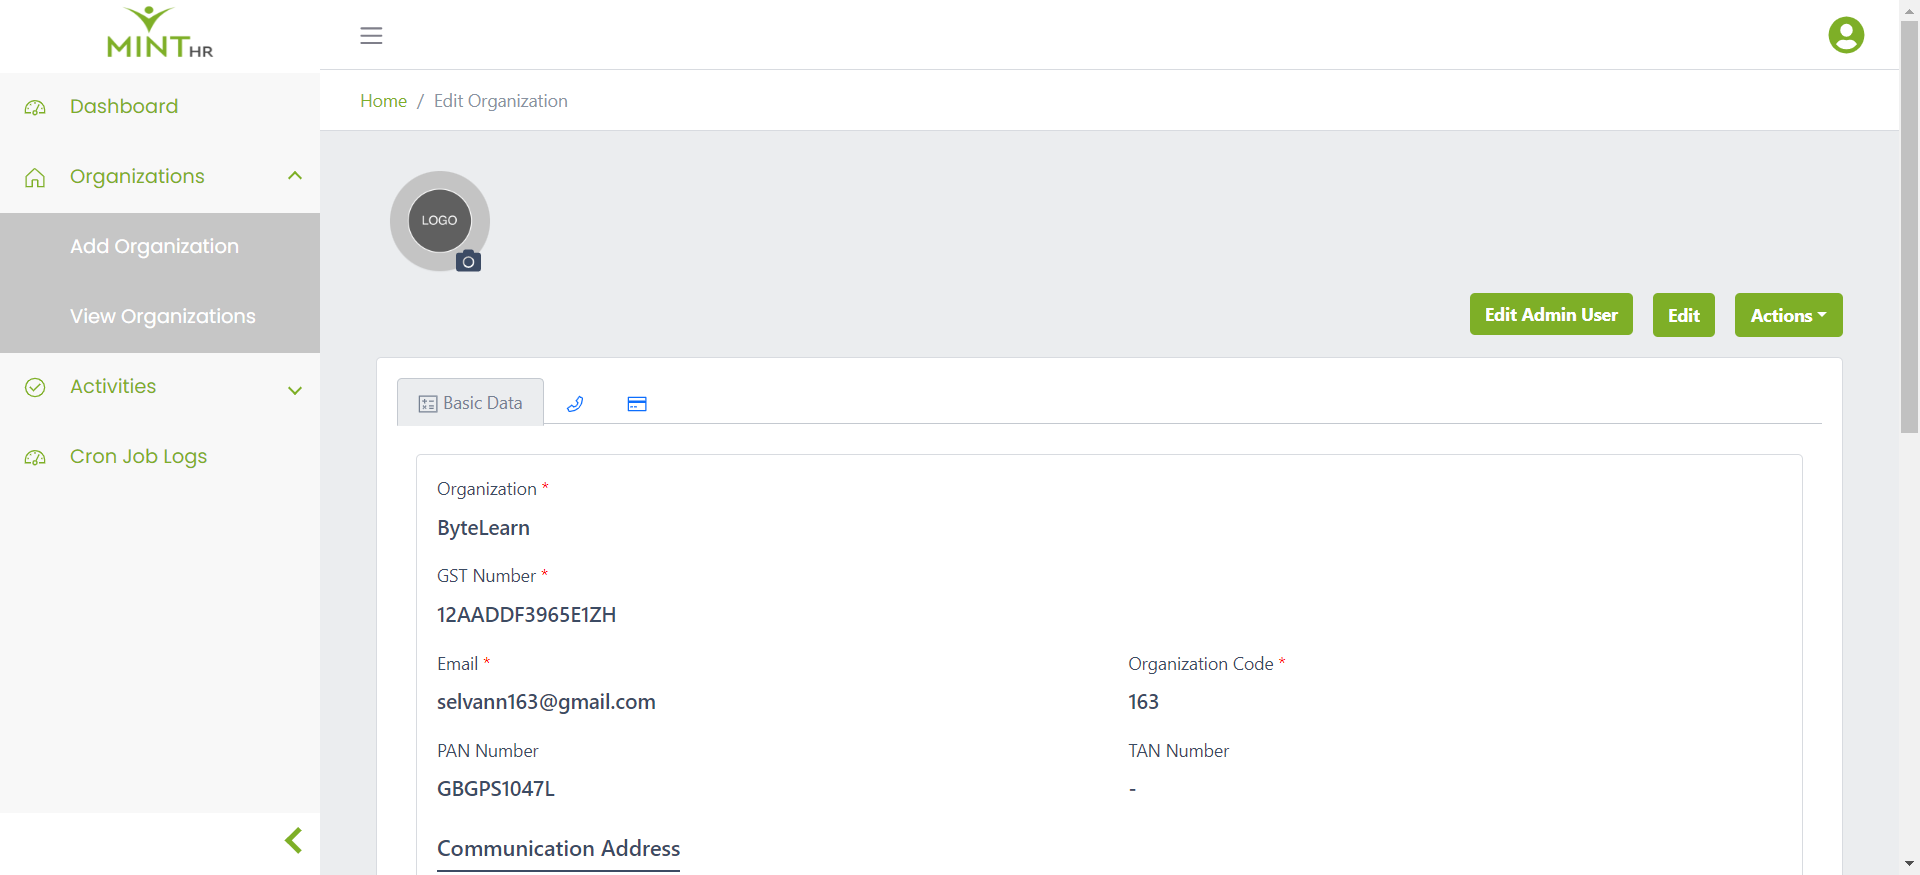 MINT HR
Dashboard
Organizations
Add Organization
View Organizations
Activities
Cron Job Logs
Home / Edit Organization
LOGO
Edit Admin User
Edit
Actions
Basic Data
Organization *
ByteLearn
GST Number *
12AADDF3965E1ZH
Email *
selvann163@gmail.com
Organization Code *
163
PAN Number
GBGPS1047L
TAN Number
-
Communication Address